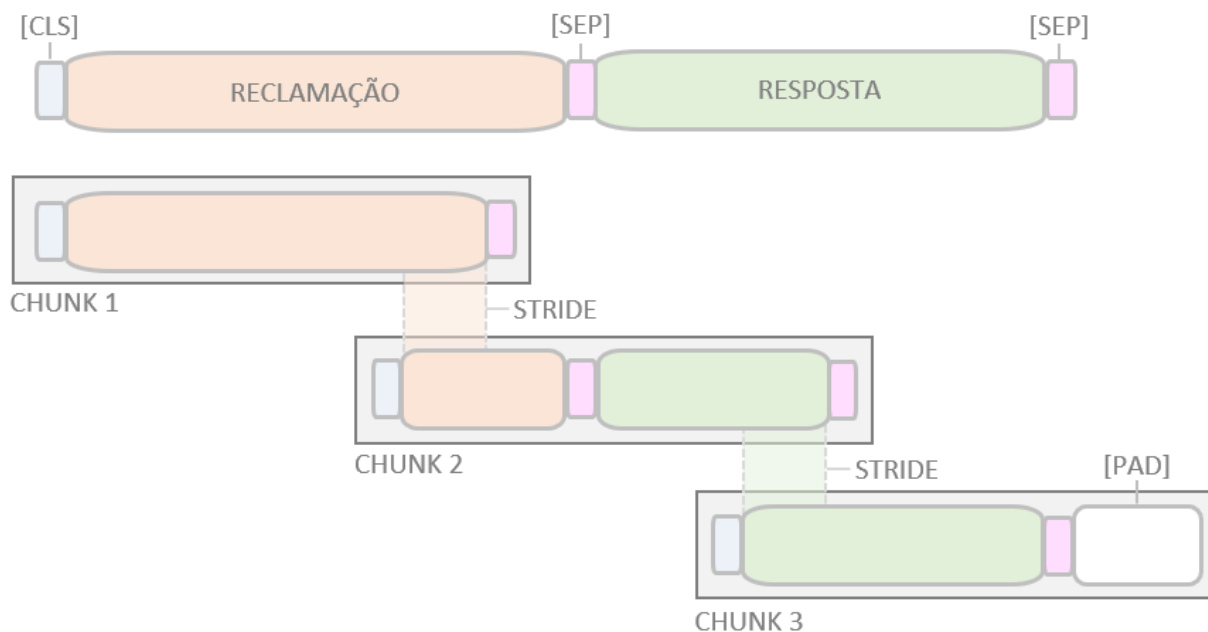 [CLS]
[SEP]
[SEP]
RECLAMAÇÃO
RESPOSTA
CHUNK 1
STRIDE
CHUNK 2
STRIDE
[PAD]
CHUNK 3